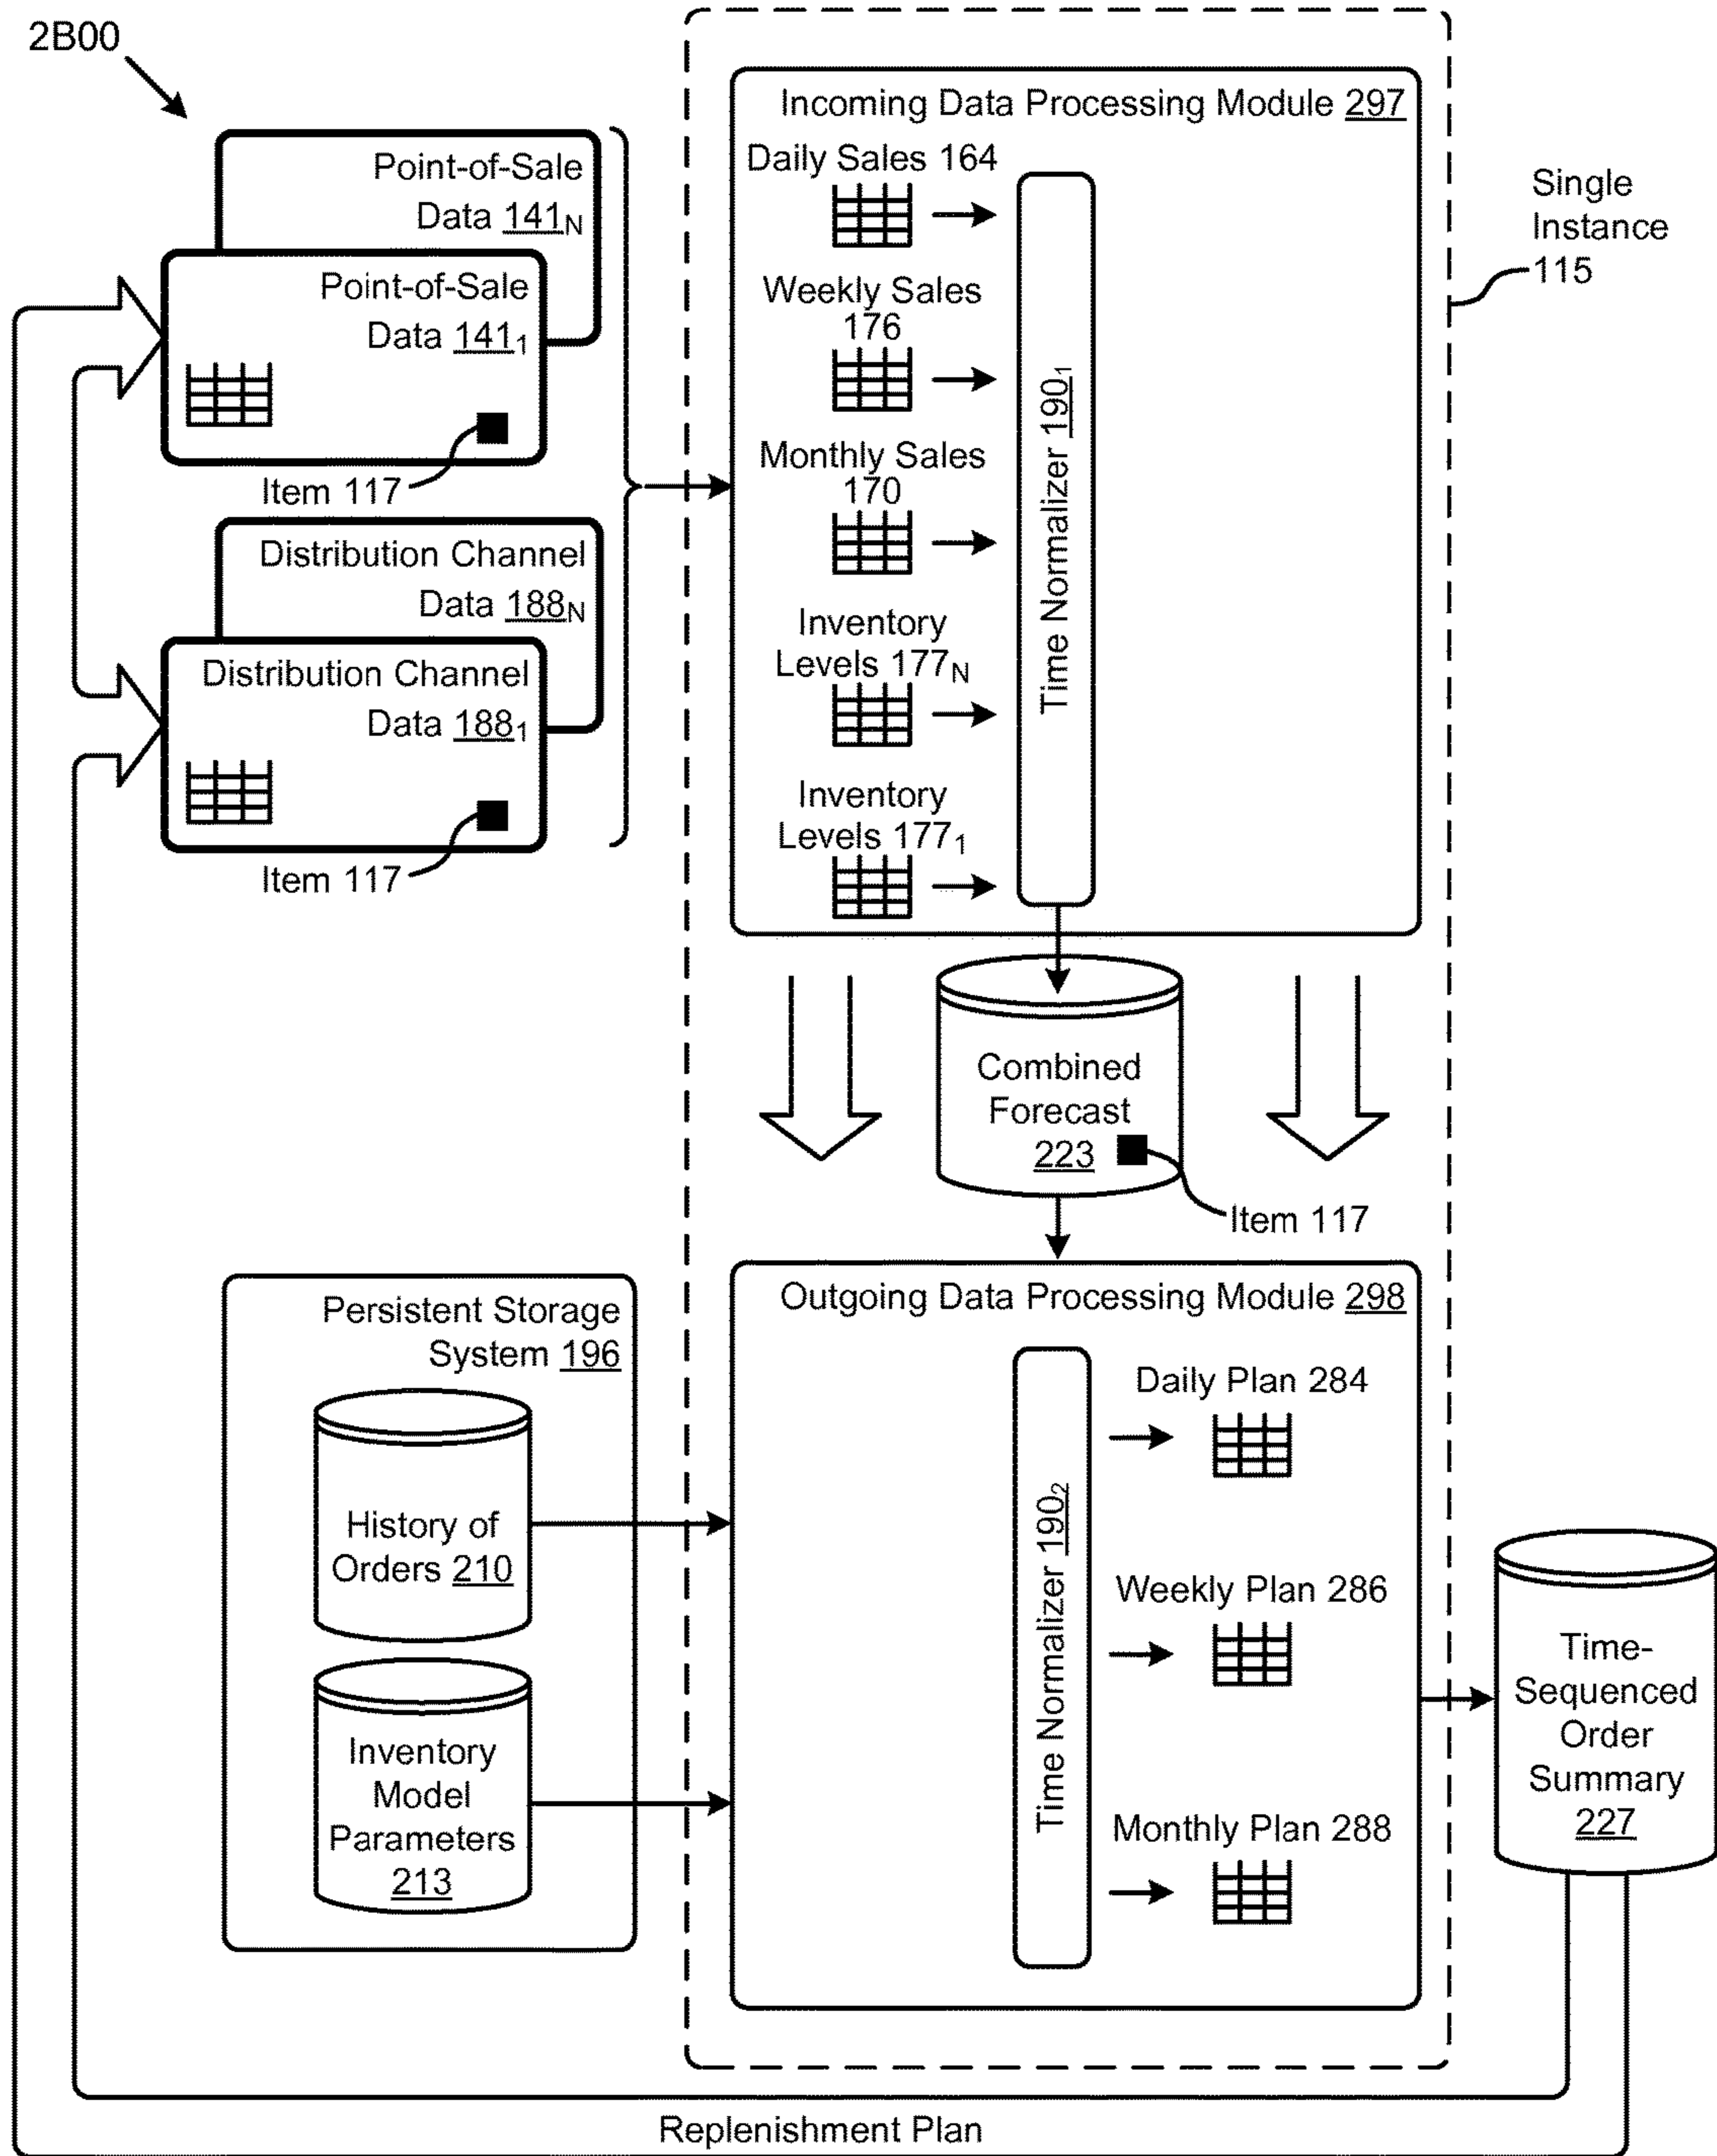 2B00
Point-of-Sale
Data 141N
Point-of-Sale
Data 1411
Item 117
Distribution Channel
Data 188N
Distribution Channel
Data 1881
Item 117
Incoming Data Processing Module 297
Daily Sales 164
Weekly Sales
176
Monthly Sales
170
Inventory
Levels 177N
Inventory
Levels 1771
Time Normalizer 1901
Single
Instance
115
Combined
Forecast
223
Item 117
Persistent Storage
System 196
History of
Orders 210
Inventory
Model
Parameters
213
Outgoing Data Processing Module 298
Time Normalizer 1902
Daily Plan 284
Weekly Plan 286
Monthly Plan 288
Time-
Sequenced
Order
Summary
227
Replenishment Plan